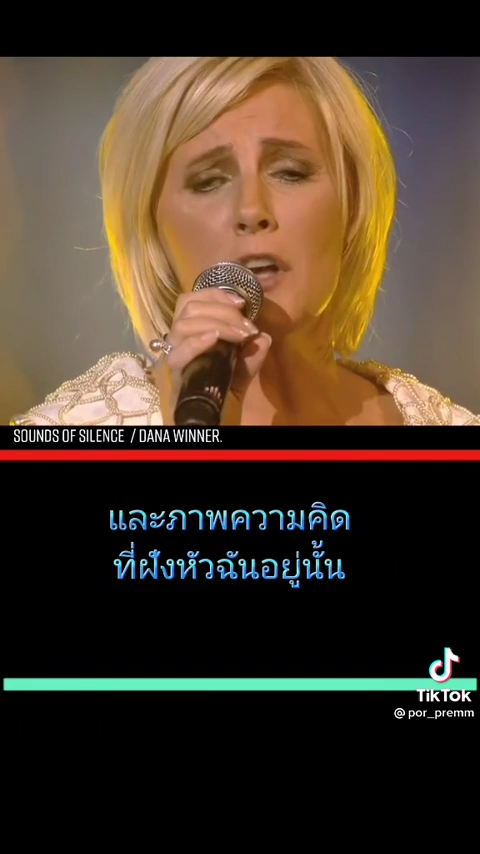 SOUNDS OF SILENCE / DANA WINNER.
และภาพความคิด
ที่ฝังหัวฉันอยู่นั้น
TikTok
@por_premm